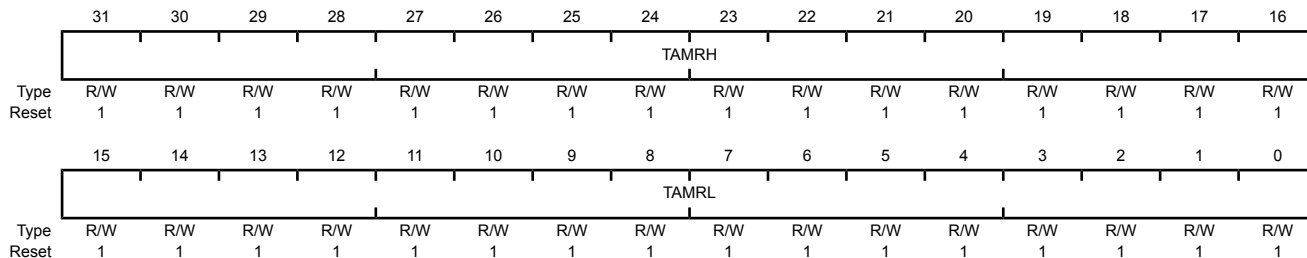 31 30 29 28 27 26 25 24 23 22 21 20 19 18 17 16
TAMRH
Type R/W R/W R/W R/W R/W R/W R/W R/W R/W R/W R/W R/W R/W R/W R/W R/W
Reset 1 1 1 1 1 1 1 1 1 1 1 1 1 1 1 1
15 14 13 12 11 10 9 8 7 6 5 4 3 2 1 0
TAMRL
Type R/W R/W R/W R/W R/W R/W R/W R/W R/W R/W R/W R/W R/W R/W R/W R/W
Reset 1 1 1 1 1 1 1 1 1 1 1 1 1 1 1 1